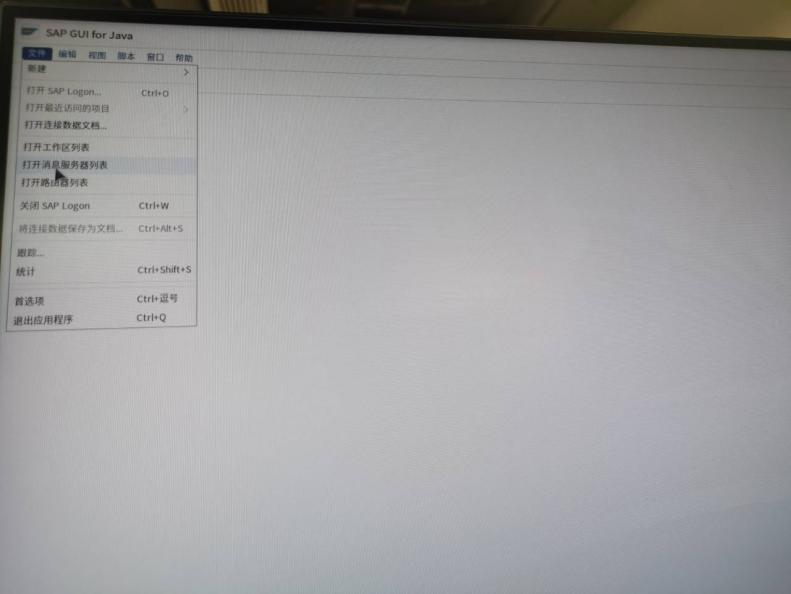 SAP GUI for Java
文件 编辑 视图 脚本 窗口 帮助
新建
打开 SAP Logon... Ctrl+O
打开最近访问的项目
打开连接数据文档...
打开工作区列表
打开消息服务器列表
打开路由器列表
关闭 SAP Logon Ctrl+W
将连接数据保存为文档... Ctrl+Alt+S
跟踪...
统计 Ctrl+Shift+S
首选项 Ctrl+逗号
退出应用程序 Ctrl+Q